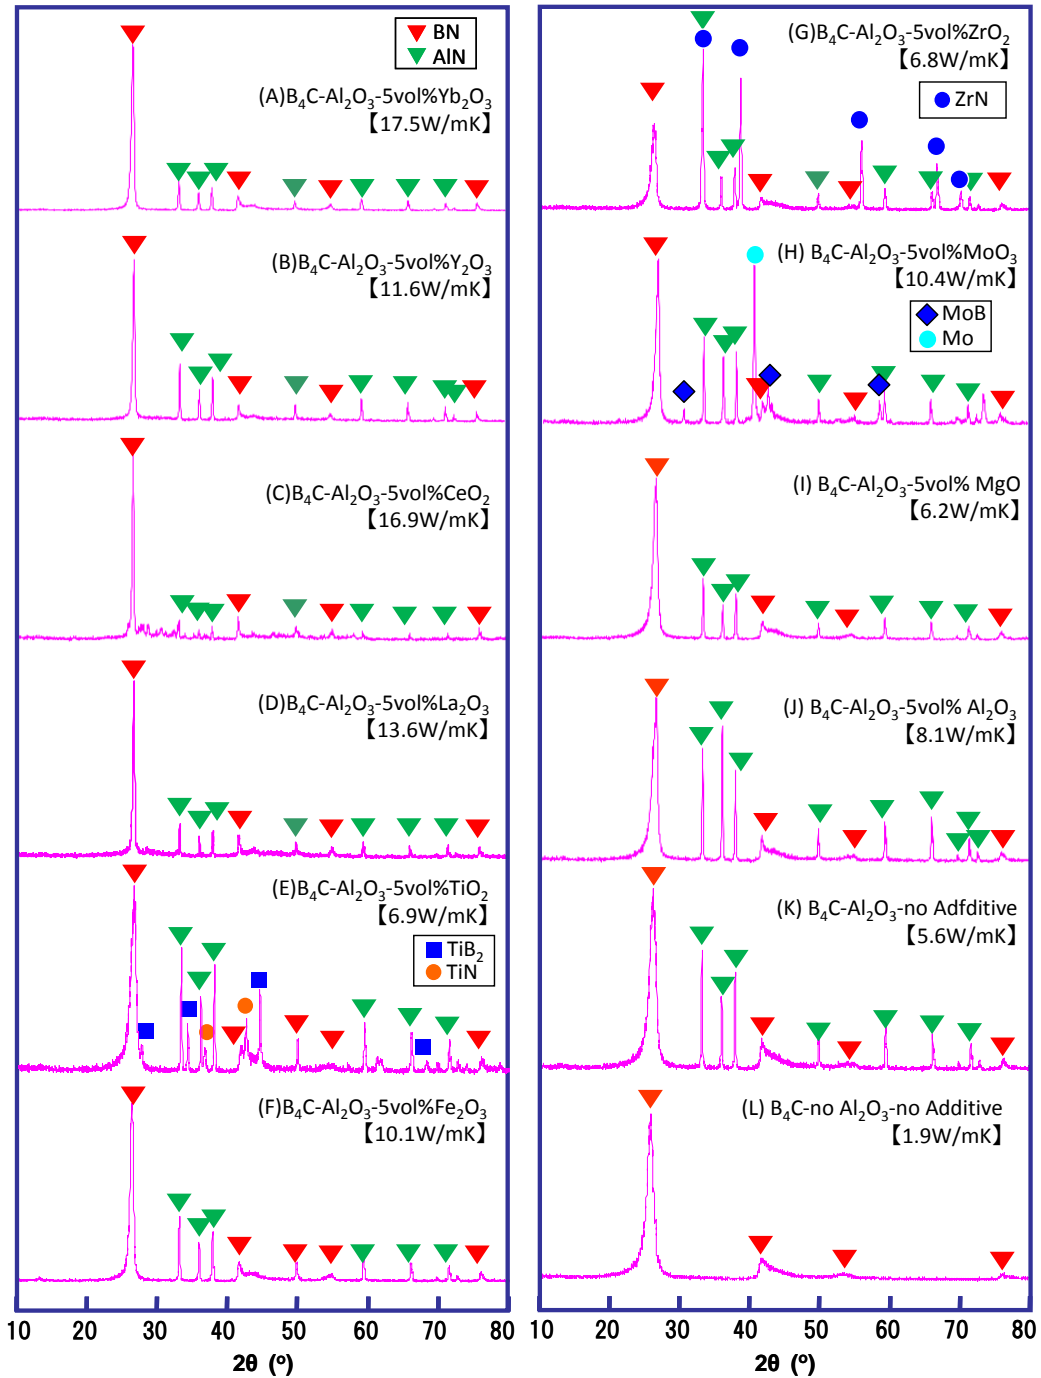 BN
AlN
(A)B₄C-Al₂O₃-5vol%Yb₂O₃
【17.5W/mK】
(B)B₄C-Al₂O₃-5vol%Y₂O₃
【11.6W/mK】
(C)B₄C-Al₂O₃-5vol%CeO₂
【16.9W/mK】
(D)B₄C-Al₂O₃-5vol%La₂O₃
【13.6W/mK】
(E)B₄C-Al₂O₃-5vol%TiO₂
【6.9W/mK】
TiB₂
TiN
(F)B₄C-Al₂O₃-5vol%Fe₂O₃
【10.1W/mK】
10 20 30 40 50 60 70 80
2θ (°)
(G)B₄C-Al₂O₃-5vol%ZrO₂
【6.8W/mK】
ZrN
(H) B₄C-Al₂O₃-5vol%MoO₃
【10.4W/mK】
MoB
Mo
(I) B₄C-Al₂O₃-5vol% MgO
【6.2W/mK】
(J) B₄C-Al₂O₃-5vol% Al₂O₃
【8.1W/mK】
(K) B₄C-Al₂O₃-no Adfditive
【5.6W/mK】
(L) B₄C-no Al₂O₃-no Additive
【1.9W/mK】
10 20 30 40 50 60 70 80
2θ (°)